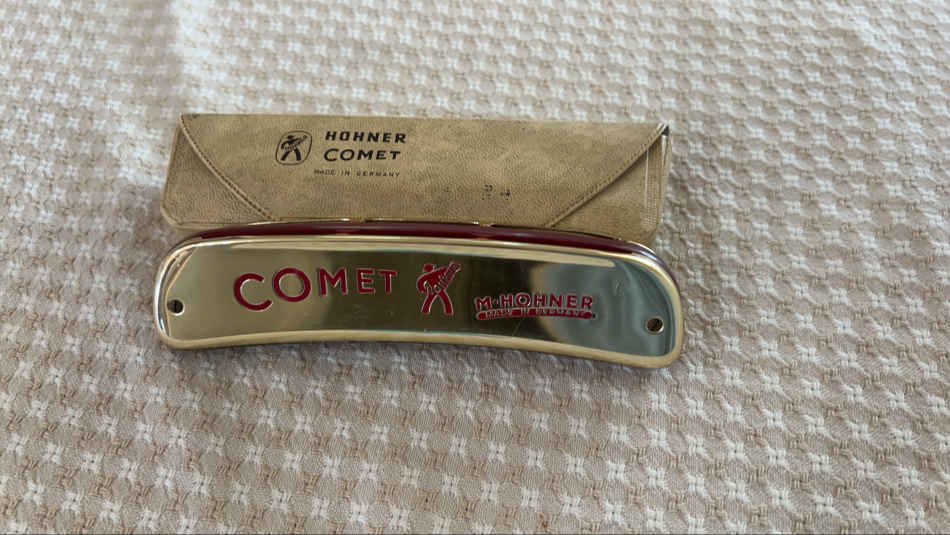 HOHNER
COMET
MADE IN GERMANY
COMET
M·HOHNER
MADE IN GERMANY